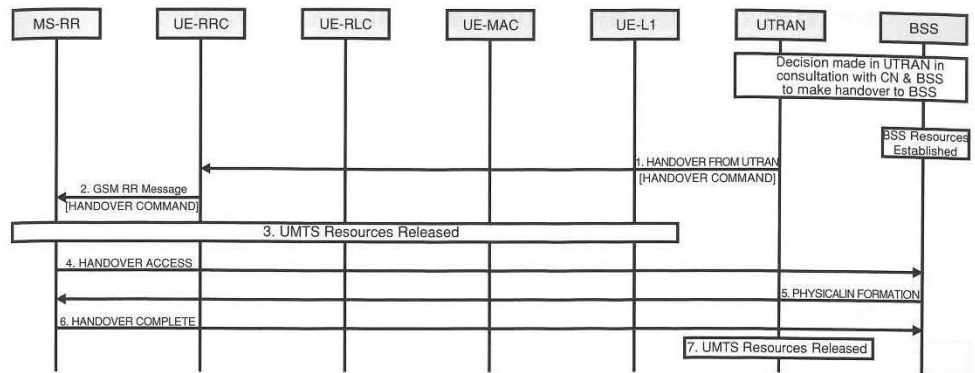 MS-RR UE-RRC UE-RLC UE-MAC UE-L1 UTRAN BSS
Decision made in UTRAN in
consultation with CN & BSS
to make handover to BSS
BSS Resources
Established
1. HANDOVER FROM UTRAN
[HANDOVER COMMAND]
2. GSM RR Message
[HANDOVER COMMAND]
3. UMTS Resources Released
4. HANDOVER ACCESS
5. PHYSICALIN FORMATION
6. HANDOVER COMPLETE
7. UMTS Resources Released